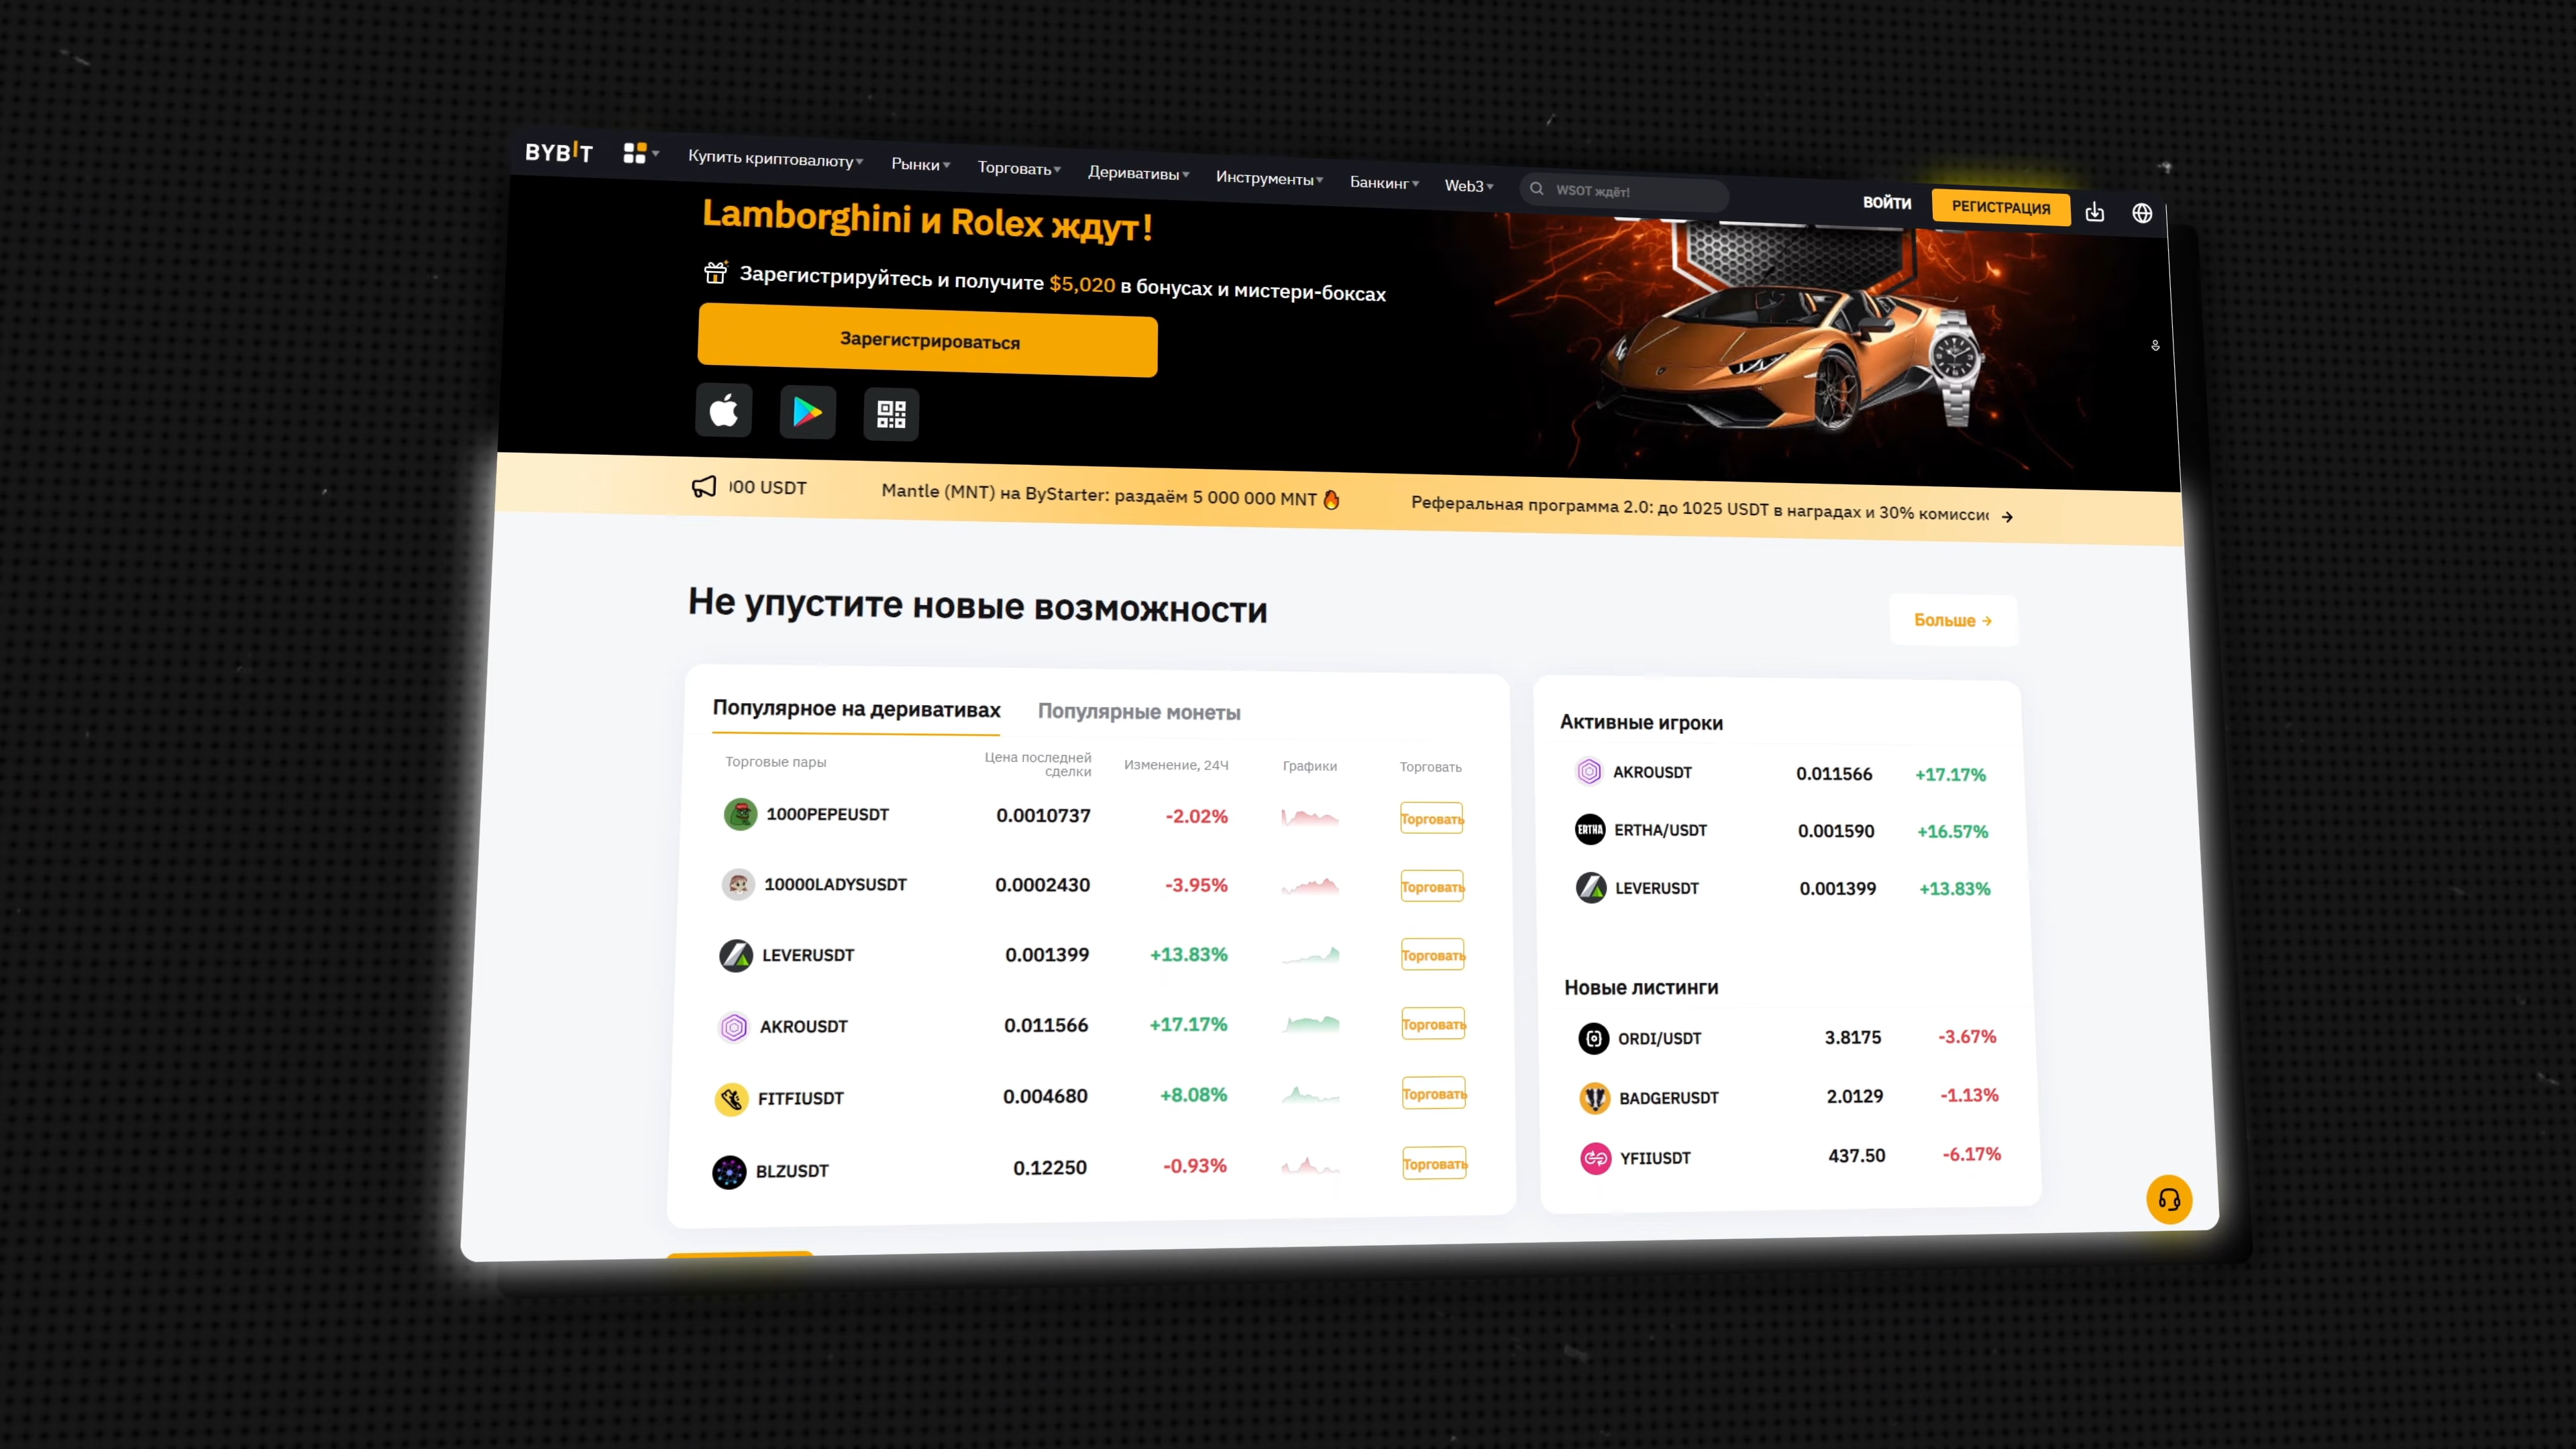 BYBIT
Купить криптовалюту
Рынки
Торговать
Деривативы
Инструменты
Банкинг
Web3
WSOT ждёт!
ВОЙТИ
РЕГИСТРАЦИЯ
Lamborghini и Rolex ждут!
Зарегистрируйтесь и получите $5,020 в бонусах и мистери-боксах
Зарегистрироваться
00 USDT
Mantle (MNT) на ByStarter: раздаём 5 000 000 MNT
Реферальная программа 2.0: до 1025 USDT в наградах и 30% комисси
Не упустите новые возможности
Больше →
Популярное на деривативах
Популярные монеты
Торговые пары
Цена последней
сделки
Изменение, 24Ч
Графики
Торговать
1000PEPEUSDT 0.0010737 -2.02% Торговать
10000LADYSUSDT 0.0002430 -3.95% Торговать
LEVERUSDT 0.001399 +13.83% Торговать
AKROUSDT 0.011566 +17.17% Торговать
FITFIUSDT 0.004680 +8.08% Торговать
BLZUSDT 0.12250 -0.93% Торговать
Активные игроки
AKROUSDT 0.011566 +17.17%
ERTHA ERTHA/USDT 0.001590 +16.57%
LEVERUSDT 0.001399 +13.83%
Новые листинги
ORDI/USDT 3.8175 -3.67%
BADGERUSDT 2.0129 -1.13%
YFIIUSDT 437.50 -6.17%